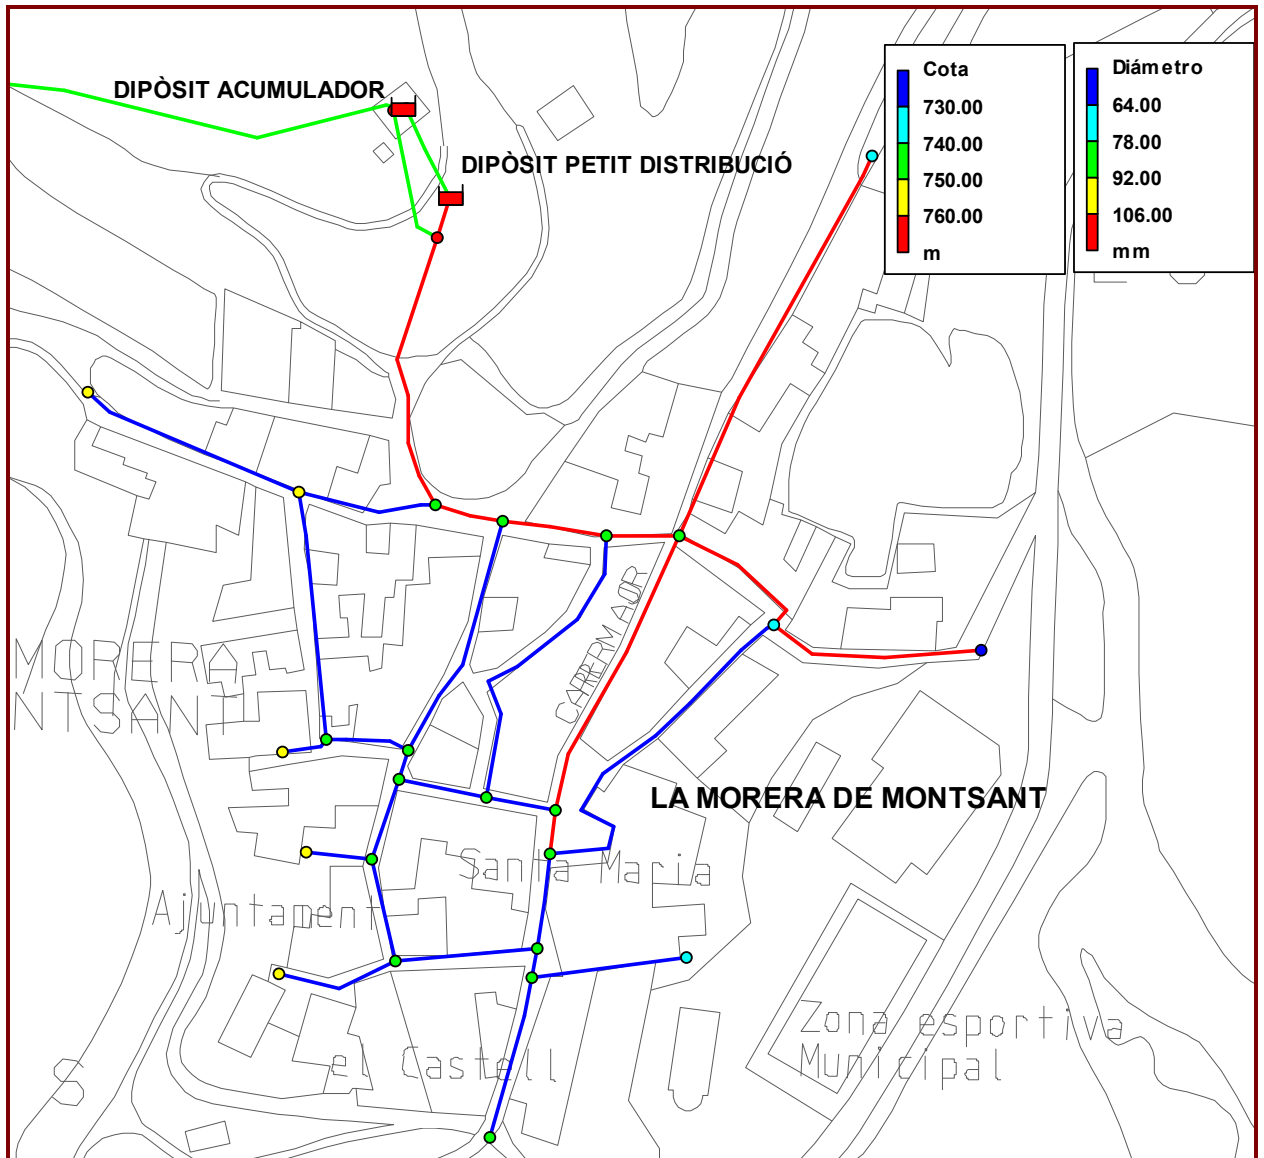 DIPÒSIT ACUMULADOR
DIPÒSIT PETIT DISTRIBUCIÓ
Cota
730.00
740.00
750.00
760.00
m
Diámetro
64.00
78.00
92.00
106.00
mm
CARRER MAJOR
MORERA
NTSANT
LA MORERA DE MONTSANT
Santa Maria
Ajuntament
Zona esportiva
Municipal
el Castell
S